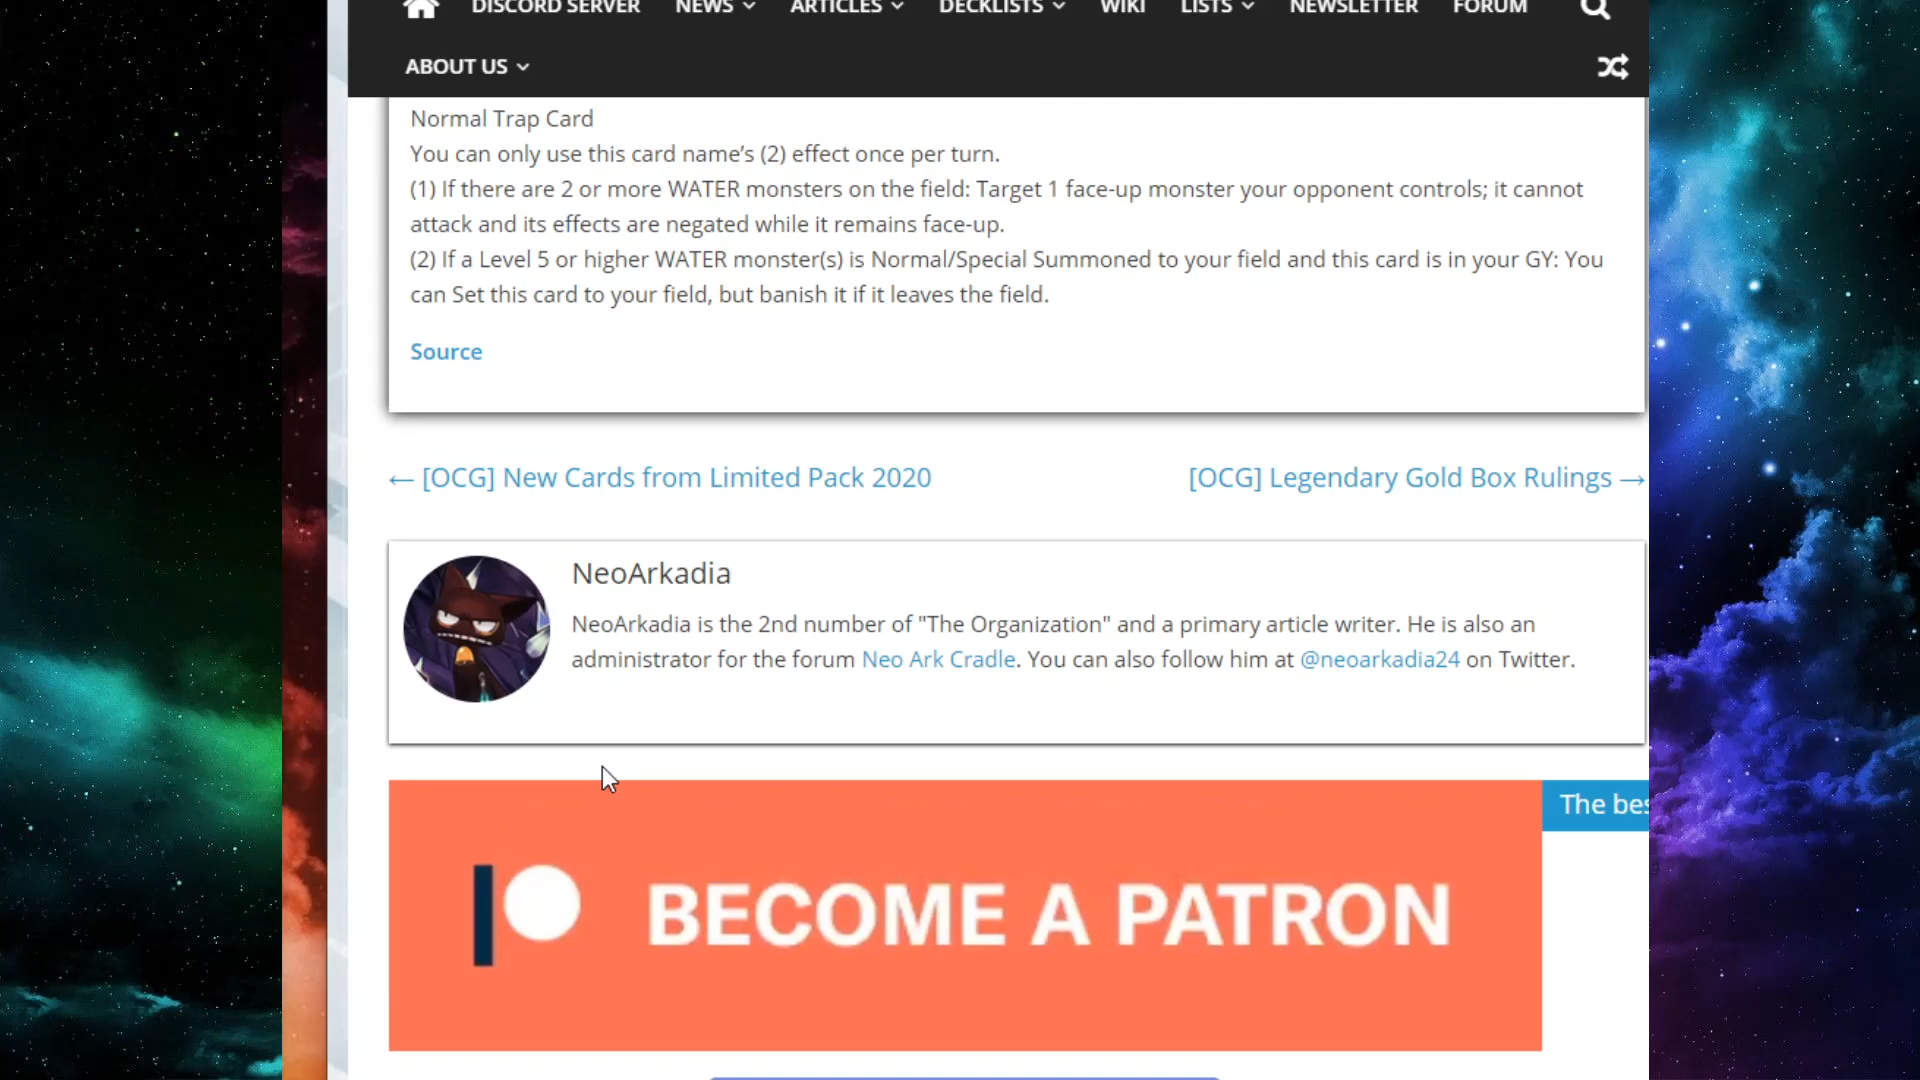 DISCORD SERVER NEWS ARTICLES DECKLISTS WIKI LISTS NEWSLETTER FORUM
ABOUT US
Normal Trap Card
You can only use this card name’s (2) effect once per turn.
(1) If there are 2 or more WATER monsters on the field: Target 1 face-up monster your opponent controls; it cannot
attack and its effects are negated while it remains face-up.
(2) If a Level 5 or higher WATER monster(s) is Normal/Special Summoned to your field and this card is in your GY: You
can Set this card to your field, but banish it if it leaves the field.
Source
← [OCG] New Cards from Limited Pack 2020
[OCG] Legendary Gold Box Rulings →
NeoArkadia
NeoArkadia is the 2nd number of "The Organization" and a primary article writer. He is also an
administrator for the forum Neo Ark Cradle. You can also follow him at @neoarkadia24 on Twitter.
The bes
BECOME A PATRON